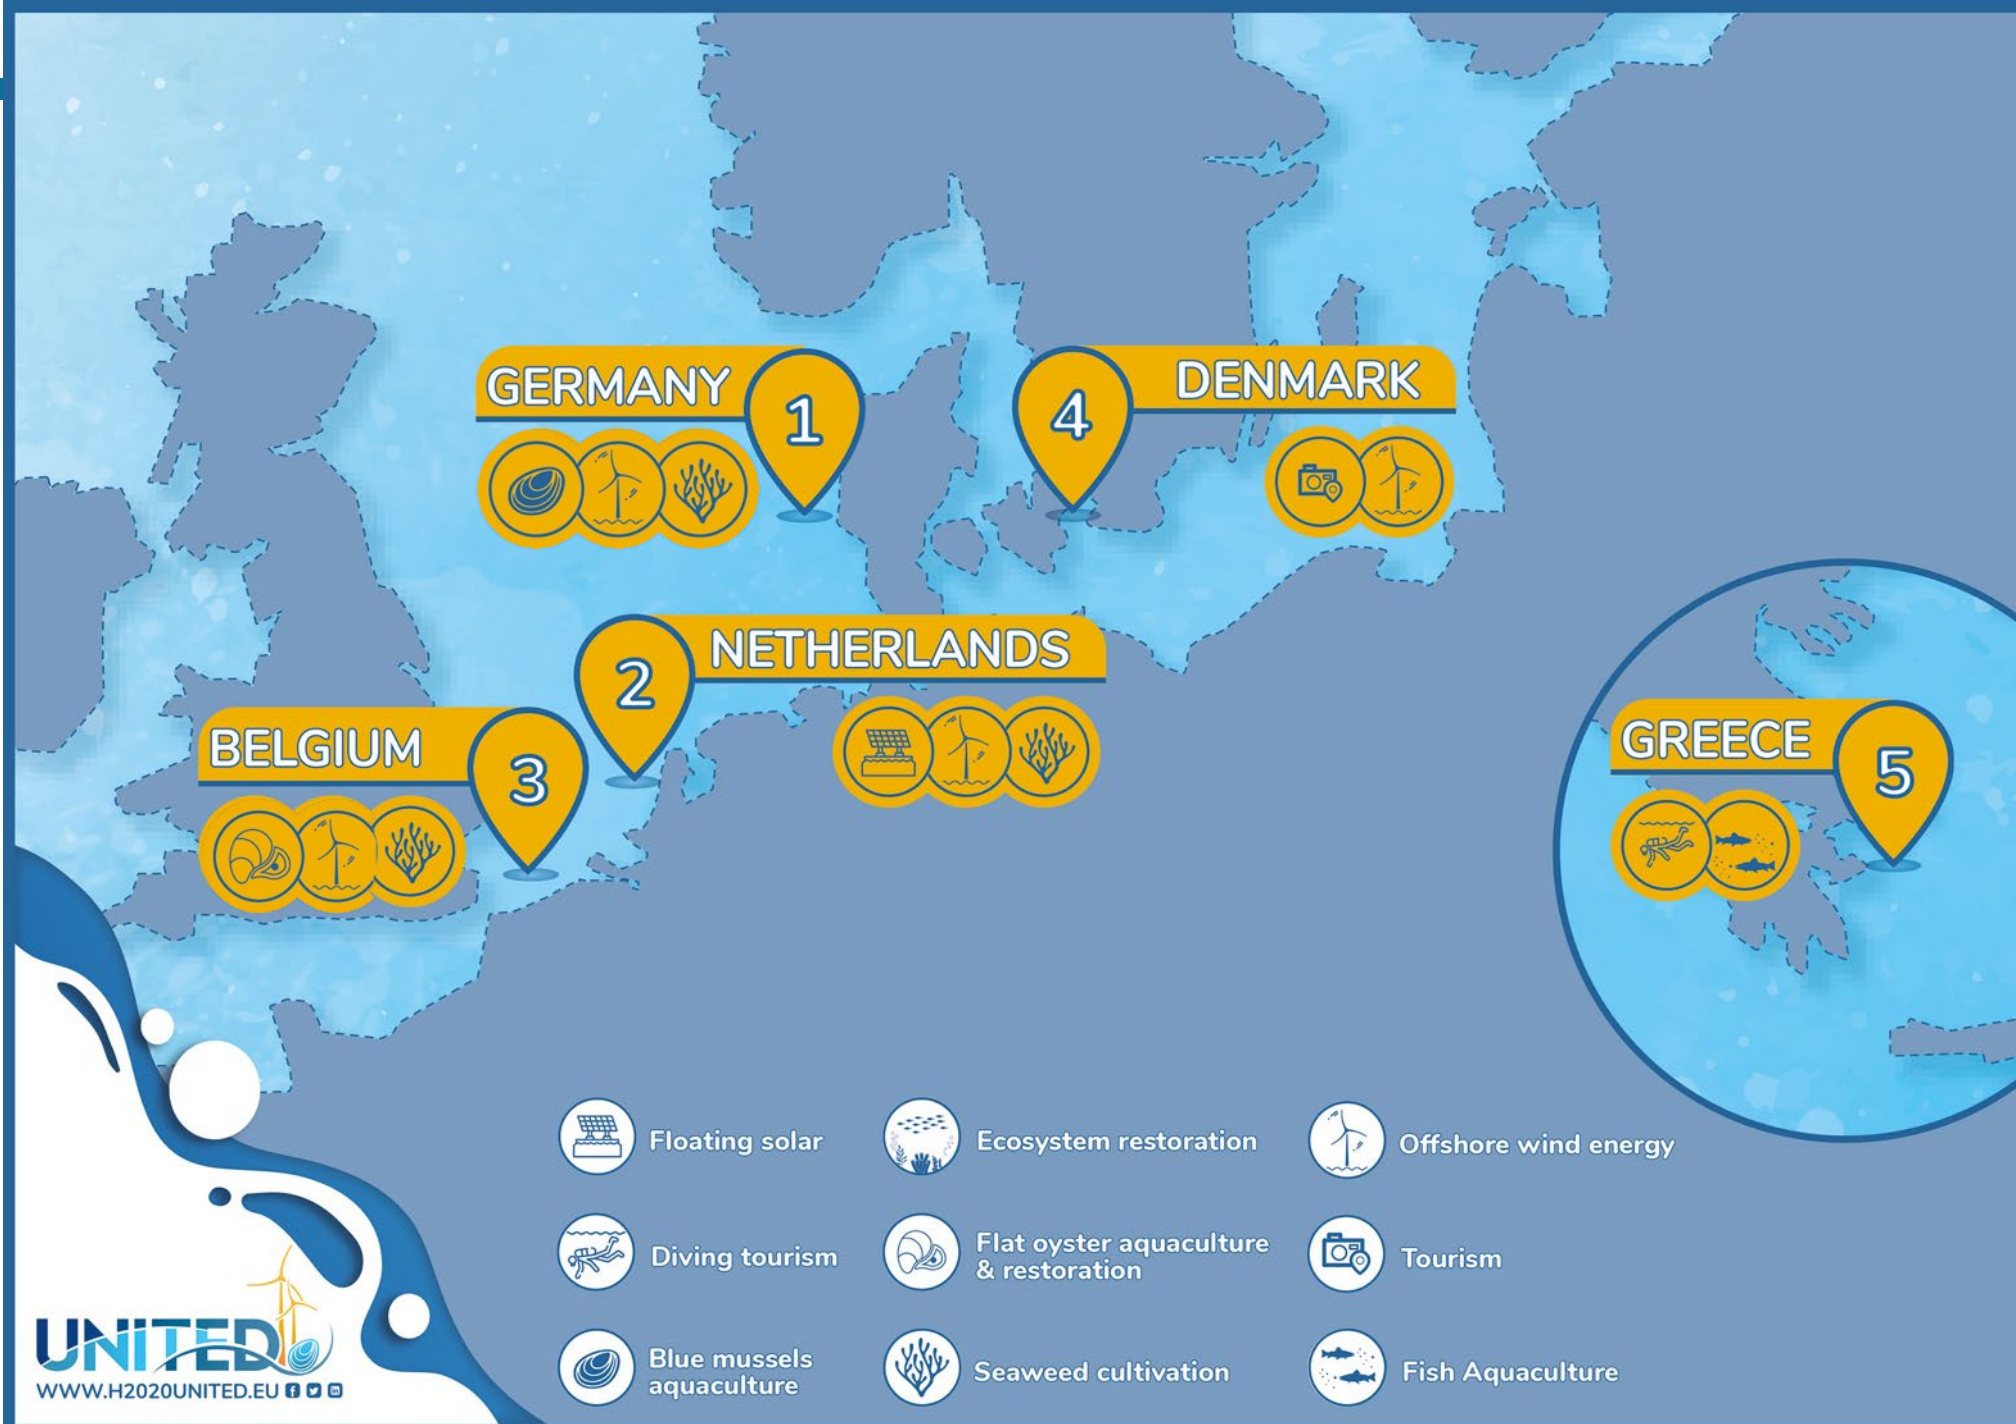 GERMANY
1
4
DENMARK
2
NETHERLANDS
BELGIUM
3
GREECE
5
Floating solar
Ecosystem restoration
Offshore wind energy
Diving tourism
Flat oyster aquaculture
& restoration
Tourism
Blue mussels
aquaculture
Seaweed cultivation
Fish Aquaculture
UNITED
WWW.H2020UNITED.EU